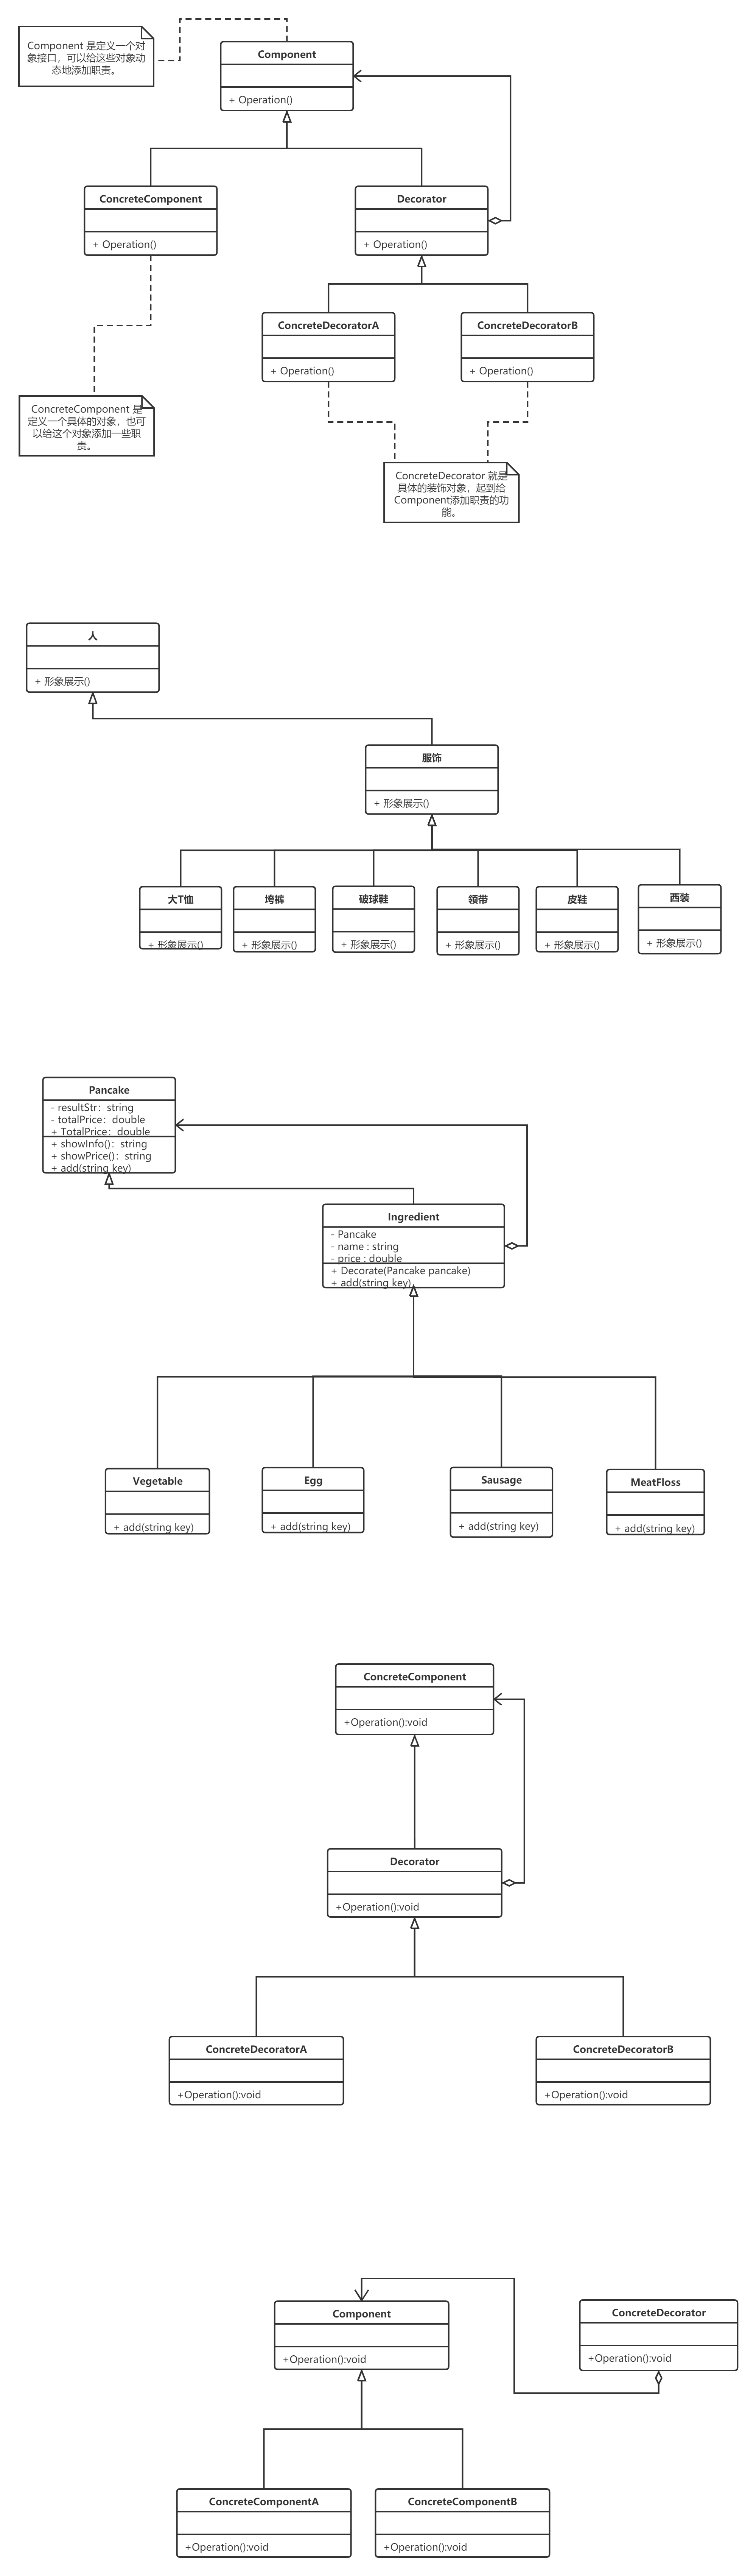 Component 是定义一个对
象接口，可以给这些对象动
态地添加职责。
Component
+ Operation()
ConcreteComponent
+ Operation()
Decorator
+ Operation()
ConcreteDecoratorA
+ Operation()
ConcreteDecoratorB
+ Operation()
ConcreteComponent 是
定义一个具体的对象，也可
以给这个对象添加一些职
责。
ConcreteDecorator 就是
具体的装饰对象，起到给
Component添加职责的功
能。
人
+ 形象展示()
服饰
+ 形象展示()
大T恤
+ 形象展示()
垮裤
+ 形象展示()
破球鞋
+ 形象展示()
领带
+ 形象展示()
皮鞋
+ 形象展示()
西装
+ 形象展示()
Pancake
- resultStr：string
- totalPrice：double
+ TotalPrice：double
+ showInfo()：string
+ showPrice()：string
+ add(string key)
Ingredient
- Pancake
- name : string
- price : double
+ Decorate(Pancake pancake)
+ add(string key)
Vegetable
+ add(string key)
Egg
+ add(string key)
Sausage
+ add(string key)
MeatFloss
+ add(string key)
ConcreteComponent
+Operation():void
Decorator
+Operation():void
ConcreteDecoratorA
+Operation():void
ConcreteDecoratorB
+Operation():void
Component
+Operation():void
ConcreteDecorator
+Operation():void
ConcreteComponentA
+Operation():void
ConcreteComponentB
+Operation():void